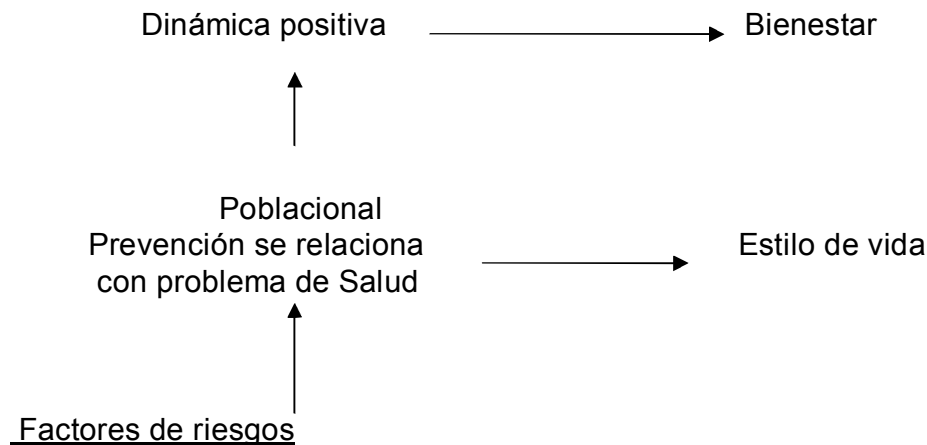 Dinámica positiva Bienestar
Poblacional
Prevención se relaciona Estilo de vida
con problema de Salud
Factores de riesgos